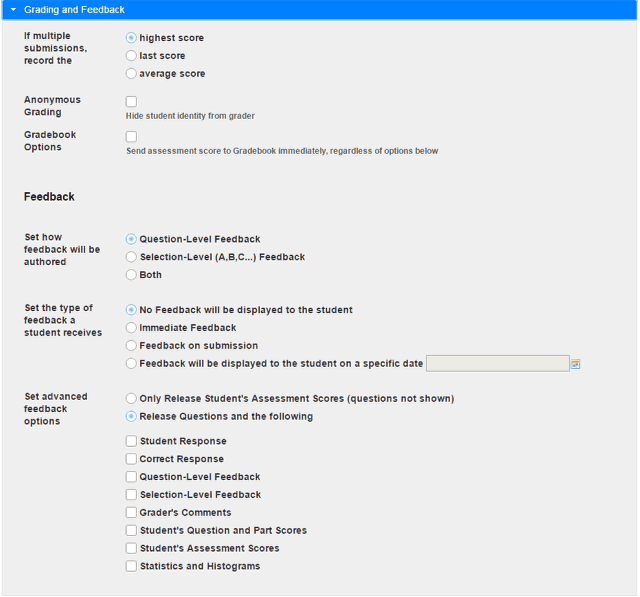 Grading and Feedback
If multiple
submissions,
record the
highest score
last score
average score
Anonymous
Grading
Hide student identity from grader
Gradebook
Options
Send assessment score to Gradebook immediately, regardless of options below
Feedback
Set how
feedback will be
authored
Question-Level Feedback
Selection-Level (A,B,C...) Feedback
Both
Set the type of
feedback a
student receives
No Feedback will be displayed to the student
Immediate Feedback
Feedback on submission
Feedback will be displayed to the student on a specific date
Set advanced
feedback
options
Only Release Student's Assessment Scores (questions not shown)
Release Questions and the following
Student Response
Correct Response
Question-Level Feedback
Selection-Level Feedback
Grader's Comments
Student's Question and Part Scores
Student's Assessment Scores
Statistics and Histograms